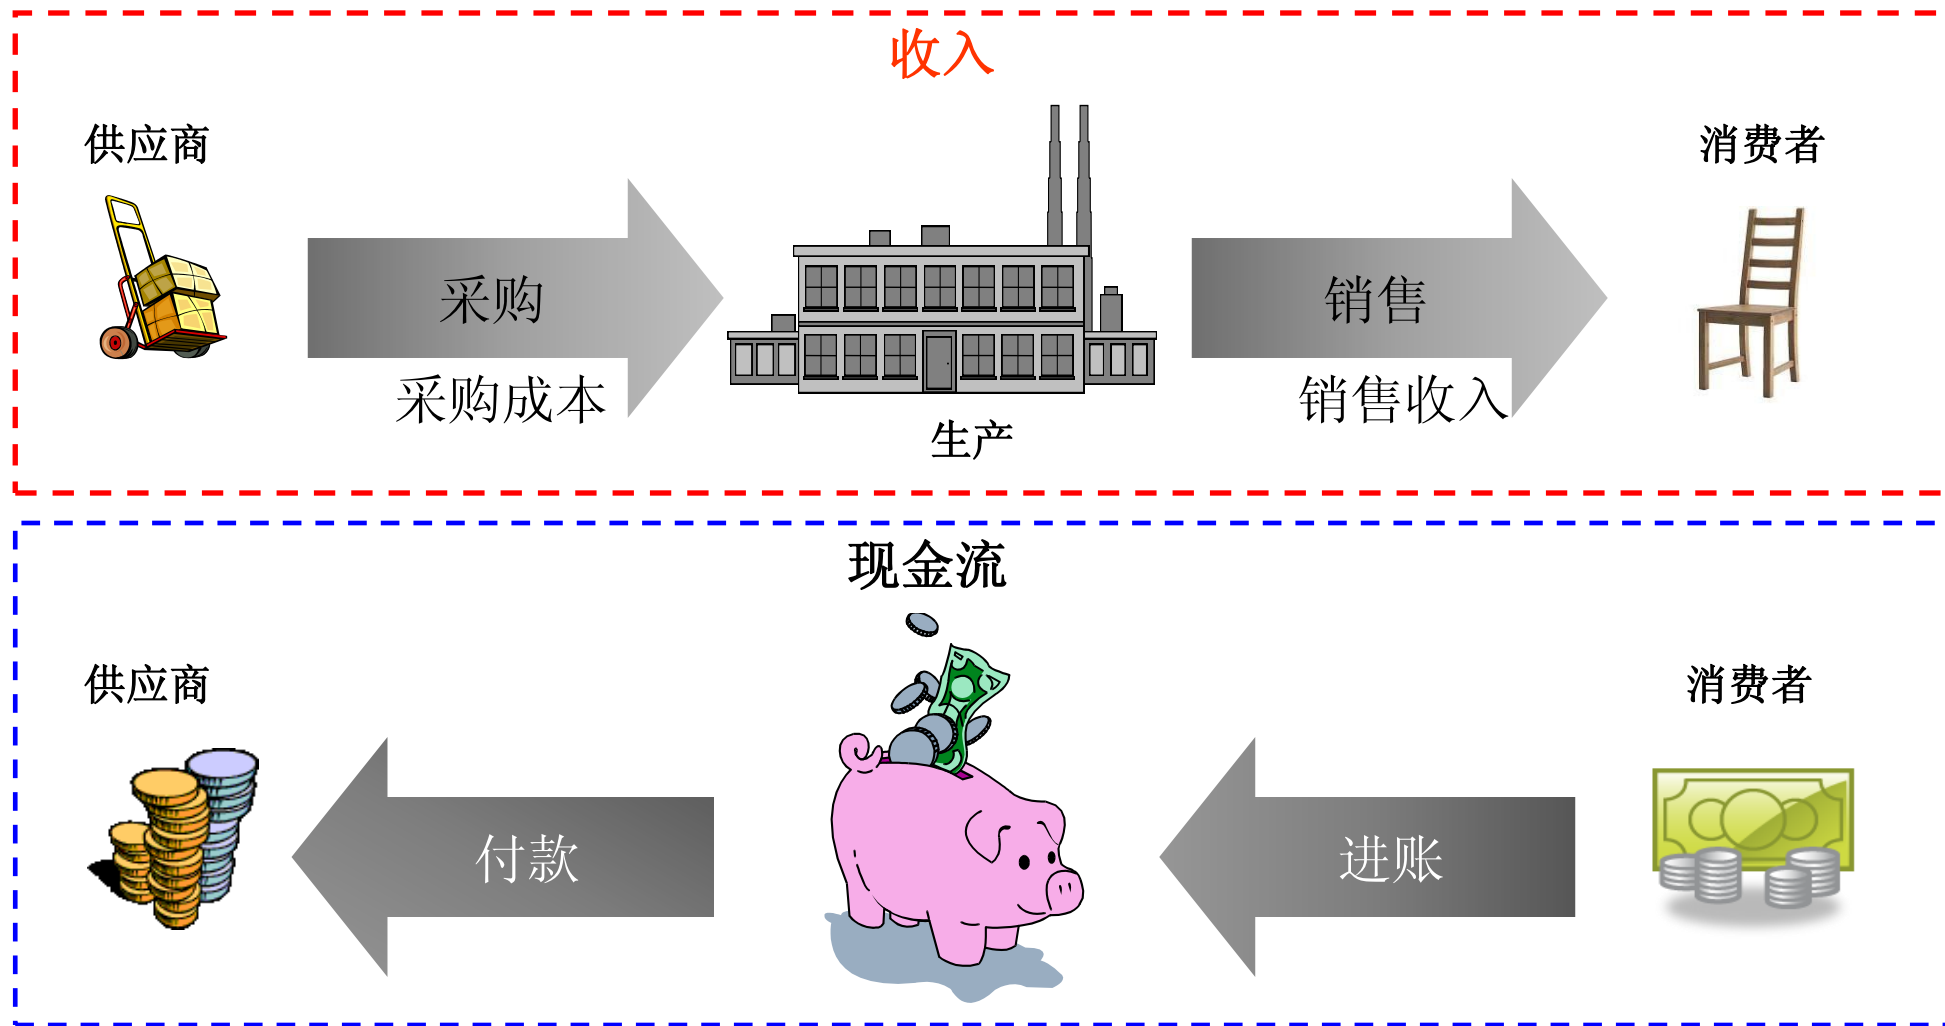 收入
供应商
消费者
采购
销售
采购成本
销售收入
生产
现金流
供应商
消费者
付款
进账